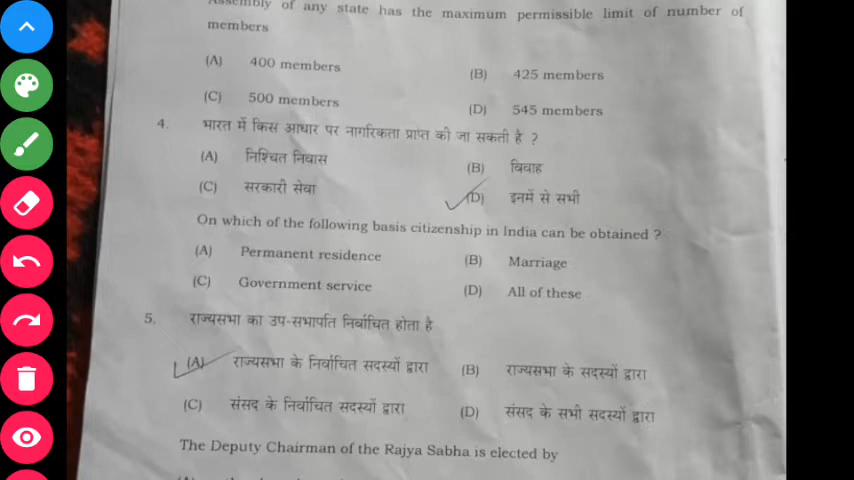 Assembly of any state has the maximum permissible limit of number of
members
(A) 400 members (B) 425 members
(C) 500 members (D) 545 members
4. भारत में किस आधार पर नागरिकता प्राप्त की जा सकती है ?
(A) निश्चित निवास (B) विवाह
(C) सरकारी सेवा (D) इनमें से सभी
On which of the following basis citizenship in India can be obtained ?
(A) Permanent residence (B) Marriage
(C) Government service (D) All of these
5. राज्यसभा का उप-सभापति निर्वाचित होता है
(A) राज्यसभा के निर्वाचित सदस्यों द्वारा (B) राज्यसभा के सदस्यों द्वारा
(C) संसद के निर्वाचित सदस्यों द्वारा (D) संसद के सभी सदस्यों द्वारा
The Deputy Chairman of the Rajya Sabha is elected by